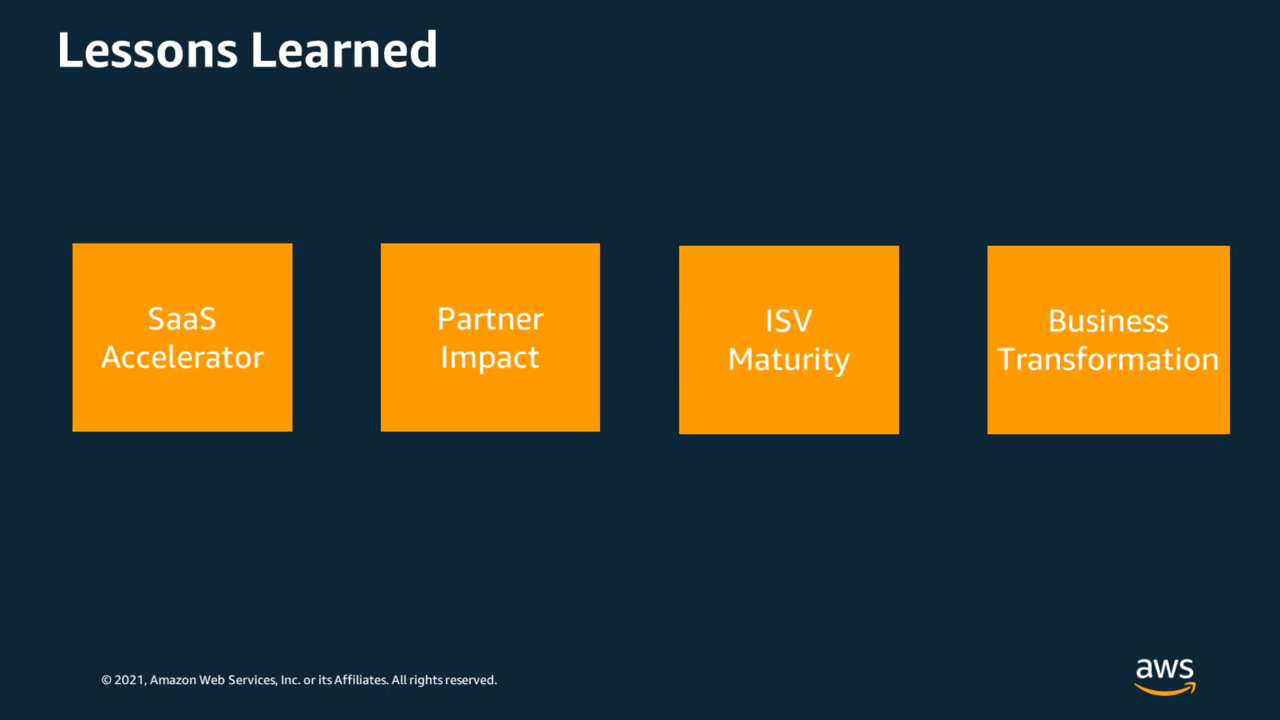 Lessons Learned
SaaS
Accelerator
Partner
Impact
ISV
Maturity
Business
Transformation
© 2021, Amazon Web Services, Inc. or its Affiliates. All rights reserved.
aws